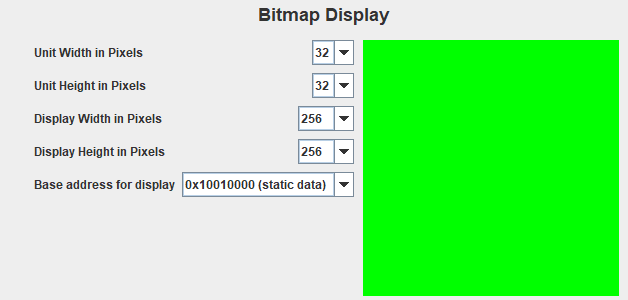 Bitmap Display
Unit Width in Pixels 32
Unit Height in Pixels 32
Display Width in Pixels 256
Display Height in Pixels 256
Base address for display 0x10010000 (static data)